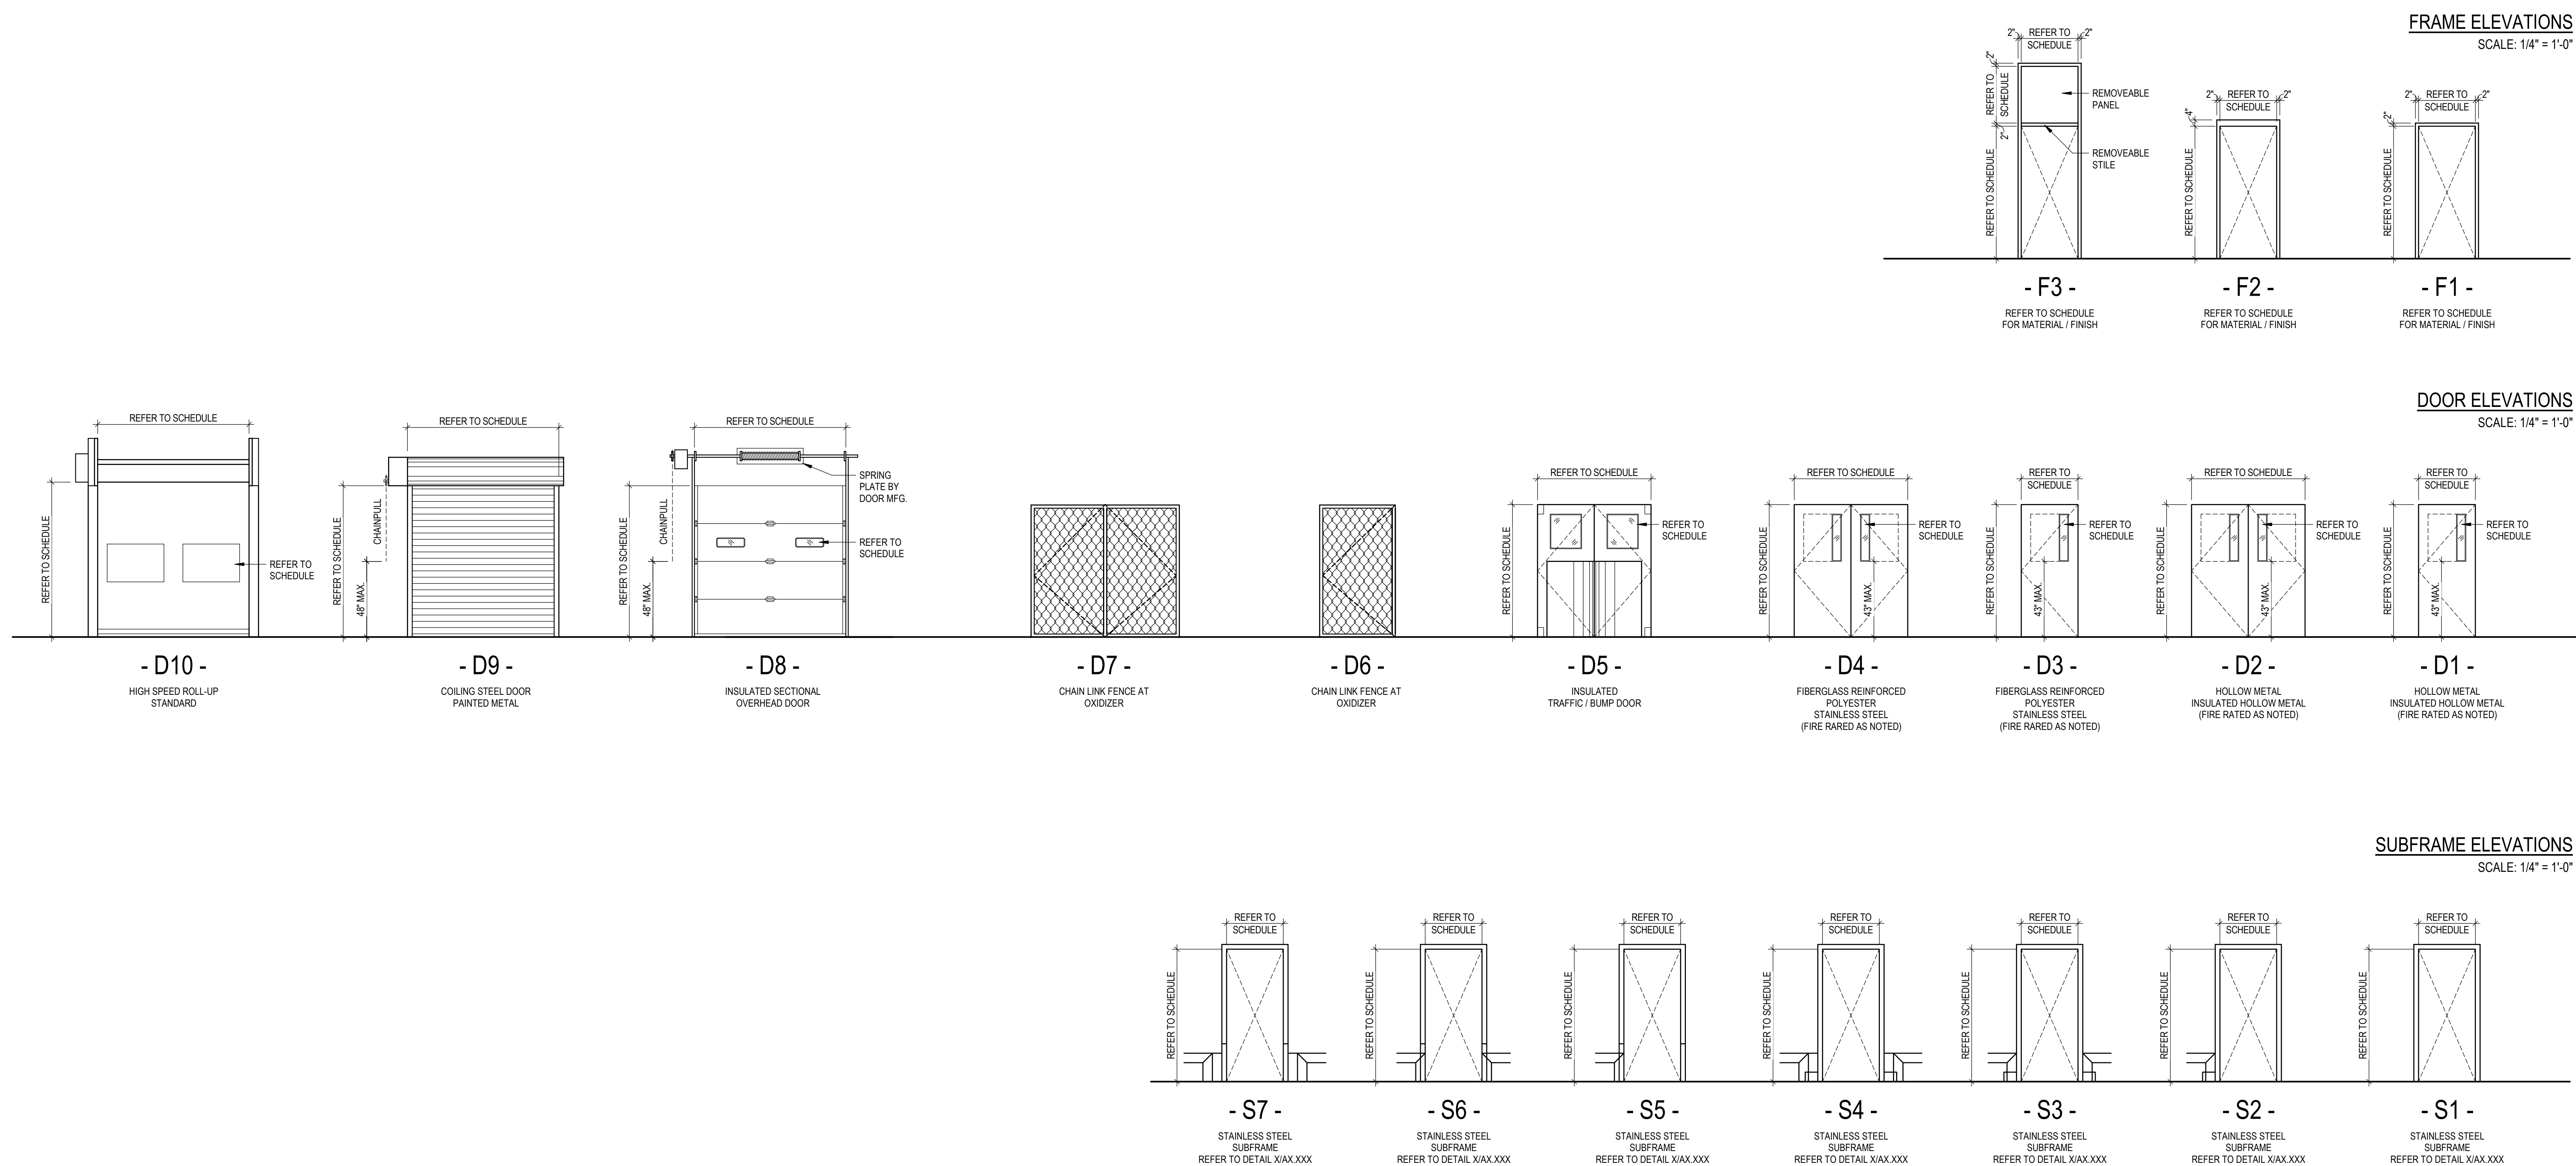 FRAME ELEVATIONS
SCALE: 1/4" = 1'-0"
2"
REFER TO
SCHEDULE
2"
2"
REFER TO
SCHEDULE
2"
REFER TO SCHEDULE
REMOVEABLE
PANEL
REMOVEABLE
STILE
2"
REFER TO
SCHEDULE
2"
4"
REFER TO SCHEDULE
2"
REFER TO
SCHEDULE
2"
2"
REFER TO SCHEDULE
- F3 -
REFER TO SCHEDULE
FOR MATERIAL / FINISH
- F2 -
REFER TO SCHEDULE
FOR MATERIAL / FINISH
- F1 -
REFER TO SCHEDULE
FOR MATERIAL / FINISH
DOOR ELEVATIONS
SCALE: 1/4" = 1'-0"
REFER TO SCHEDULE
REFER TO SCHEDULE
REFER TO
SCHEDULE
- D10 -
HIGH SPEED ROLL-UP
STANDARD
REFER TO SCHEDULE
REFER TO SCHEDULE
CHAINPULL
48" MAX.
- D9 -
COILING STEEL DOOR
PAINTED METAL
REFER TO SCHEDULE
REFER TO SCHEDULE
CHAINPULL
48" MAX.
SPRING
PLATE BY
DOOR MFG.
REFER TO
SCHEDULE
- D8 -
INSULATED SECTIONAL
OVERHEAD DOOR
- D7 -
CHAIN LINK FENCE AT
OXIDIZER
- D6 -
CHAIN LINK FENCE AT
OXIDIZER
REFER TO SCHEDULE
REFER TO SCHEDULE
REFER TO
SCHEDULE
- D5 -
INSULATED
TRAFFIC / BUMP DOOR
REFER TO SCHEDULE
REFER TO SCHEDULE
REFER TO
SCHEDULE
43" MAX.
- D4 -
FIBERGLASS REINFORCED
POLYESTER
STAINLESS STEEL
(FIRE RARED AS NOTED)
REFER TO
SCHEDULE
REFER TO SCHEDULE
REFER TO
SCHEDULE
43" MAX.
- D3 -
FIBERGLASS REINFORCED
POLYESTER
STAINLESS STEEL
(FIRE RARED AS NOTED)
REFER TO SCHEDULE
REFER TO SCHEDULE
REFER TO
SCHEDULE
43" MAX.
- D2 -
HOLLOW METAL
INSULATED HOLLOW METAL
(FIRE RATED AS NOTED)
REFER TO
SCHEDULE
REFER TO SCHEDULE
REFER TO
SCHEDULE
43" MAX.
- D1 -
HOLLOW METAL
INSULATED HOLLOW METAL
(FIRE RATED AS NOTED)
SUBFRAME ELEVATIONS
SCALE: 1/4" = 1'-0"
REFER TO
SCHEDULE
REFER TO SCHEDULE
- S7 -
STAINLESS STEEL
SUBFRAME
REFER TO DETAIL X/AX.XXX
REFER TO
SCHEDULE
REFER TO SCHEDULE
- S6 -
STAINLESS STEEL
SUBFRAME
REFER TO DETAIL X/AX.XXX
REFER TO
SCHEDULE
REFER TO SCHEDULE
- S5 -
STAINLESS STEEL
SUBFRAME
REFER TO DETAIL X/AX.XXX
REFER TO
SCHEDULE
REFER TO SCHEDULE
- S4 -
STAINLESS STEEL
SUBFRAME
REFER TO DETAIL X/AX.XXX
REFER TO
SCHEDULE
REFER TO SCHEDULE
- S3 -
STAINLESS STEEL
SUBFRAME
REFER TO DETAIL X/AX.XXX
REFER TO
SCHEDULE
REFER TO SCHEDULE
- S2 -
STAINLESS STEEL
SUBFRAME
REFER TO DETAIL X/AX.XXX
REFER TO
SCHEDULE
REFER TO SCHEDULE
- S1 -
STAINLESS STEEL
SUBFRAME
REFER TO DETAIL X/AX.XXX